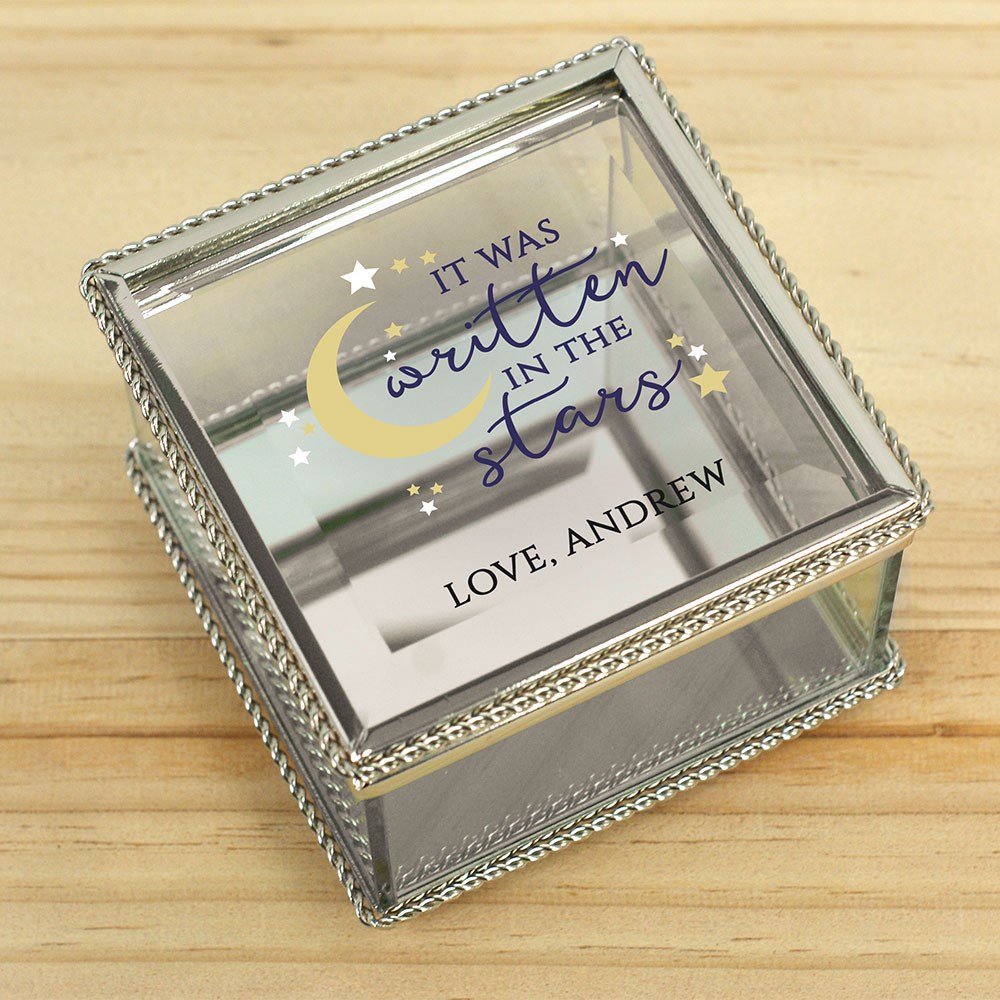 IT WAS
written
IN THE
stars
LOVE, ANDREW